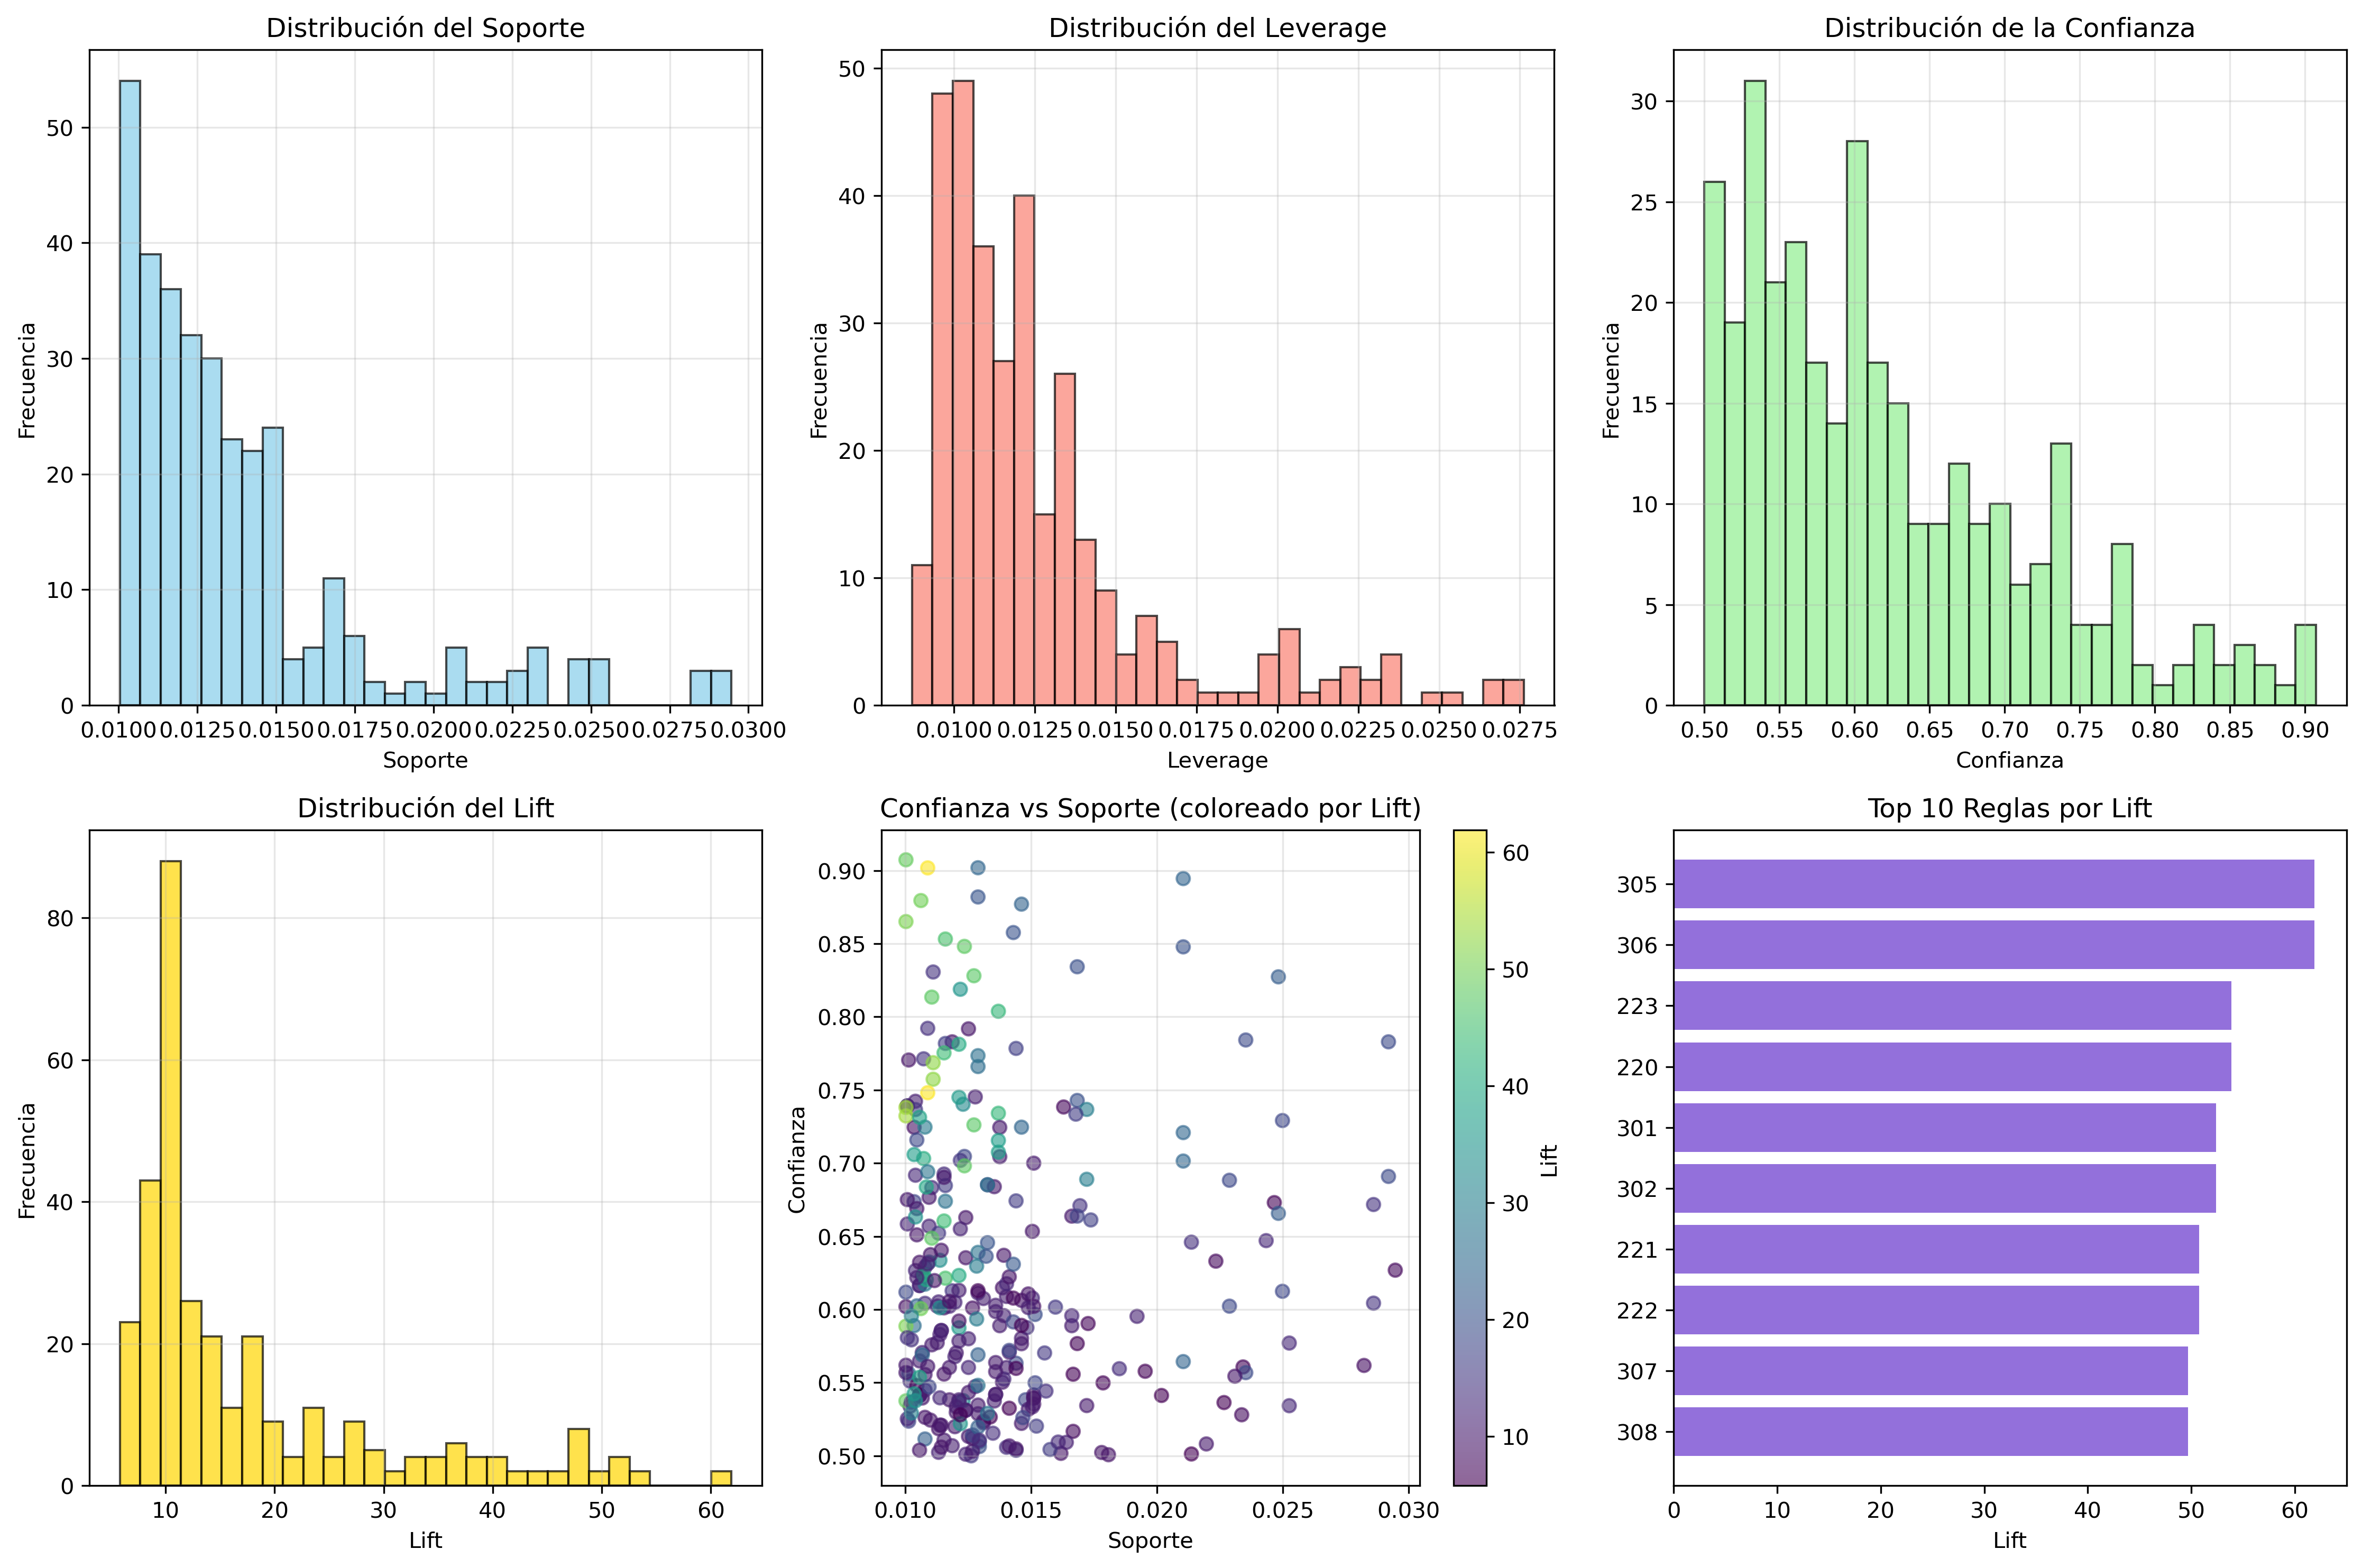 Distribución del Soporte
Frecuencia
50
40
30
20
10
0
0.0100 0.0125 0.0150 0.0175 0.0200 0.0225 0.0250 0.0275 0.0300
Soporte
Distribución del Leverage
Frecuencia
50
40
30
20
10
0
0.0100 0.0125 0.0150 0.0175 0.0200 0.0225 0.0250 0.0275
Leverage
Distribución de la Confianza
Frecuencia
30
25
20
15
10
5
0
0.50 0.55 0.60 0.65 0.70 0.75 0.80 0.85 0.90
Confianza
Distribución del Lift
Frecuencia
80
60
40
20
0
10 20 30 40 50 60
Lift
Confianza vs Soporte (coloreado por Lift)
Confianza
0.90
0.85
0.80
0.75
0.70
0.65
0.60
0.55
0.50
0.010 0.015 0.020 0.025 0.030
Soporte
60
50
40
30
20
10
Lift
Top 10 Reglas por Lift
305
306
223
220
301
302
221
222
307
308
0 10 20 30 40 50 60
Lift